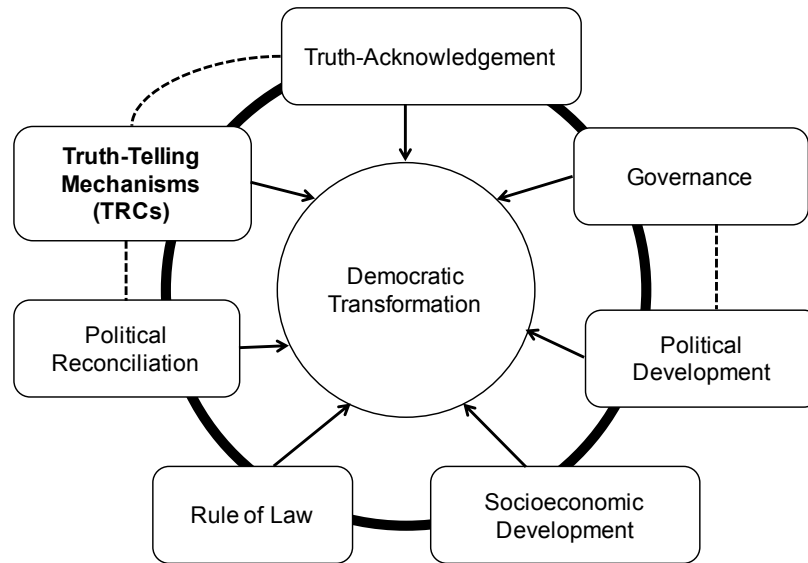 Truth-Acknowledgement
Truth-Telling
Mechanisms
(TRCs)
Governance
Democratic
Transformation
Political
Reconciliation
Political
Development
Rule of Law
Socioeconomic
Development